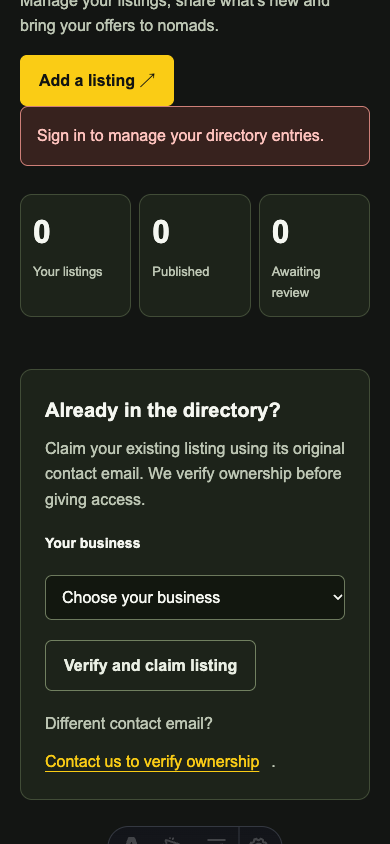 Manage your listings, share what's new and
bring your offers to nomads.
Add a listing ↗
Sign in to manage your directory entries.
0
Your listings
0
Published
0
Awaiting
review
Already in the directory?
Claim your existing listing using its original
contact email. We verify ownership before
giving access.
Your business
Choose your business
Verify and claim listing
Different contact email?
Contact us to verify ownership .